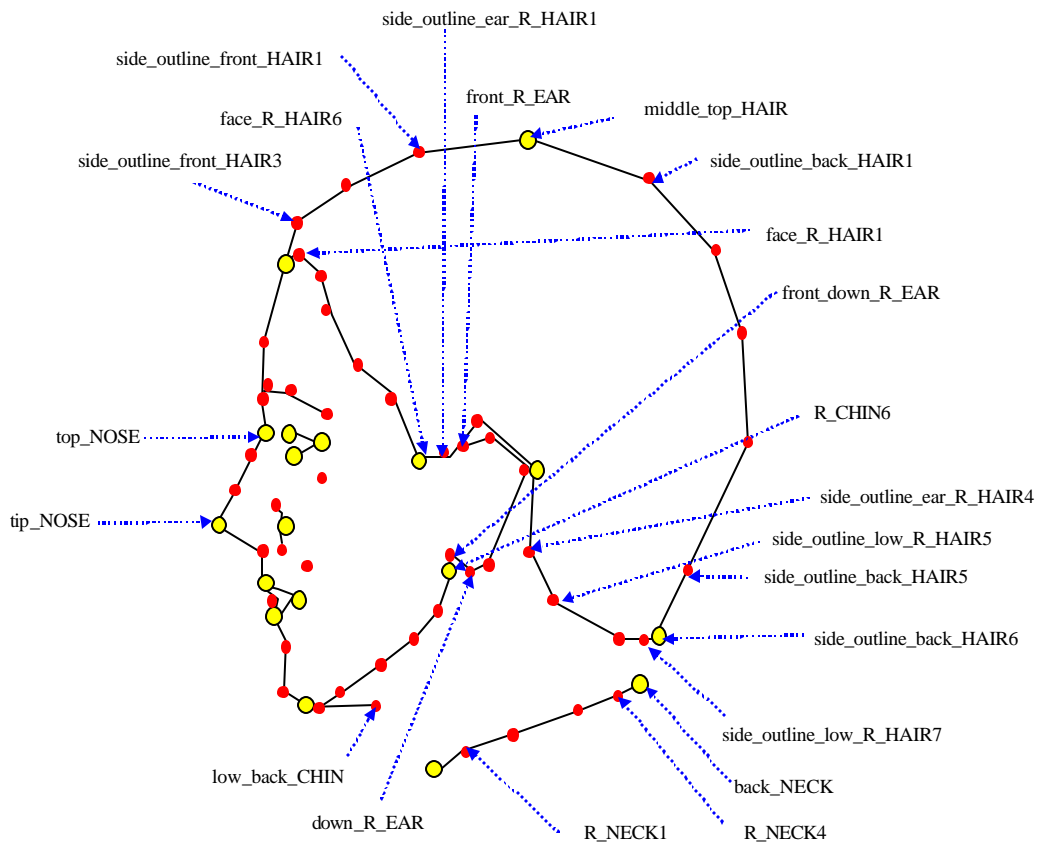 side_outline_ear_R_HAIR1
side_outline_front_HAIR1
front_R_EAR
middle_top_HAIR
face_R_HAIR6
side_outline_front_HAIR3
side_outline_back_HAIR1
face_R_HAIR1
front_down_R_EAR
R_CHIN6
top_NOSE
side_outline_ear_R_HAIR4
tip_NOSE
side_outline_low_R_HAIR5
side_outline_back_HAIR5
side_outline_back_HAIR6
side_outline_low_R_HAIR7
low_back_CHIN
back_NECK
down_R_EAR
R_NECK1
R_NECK4